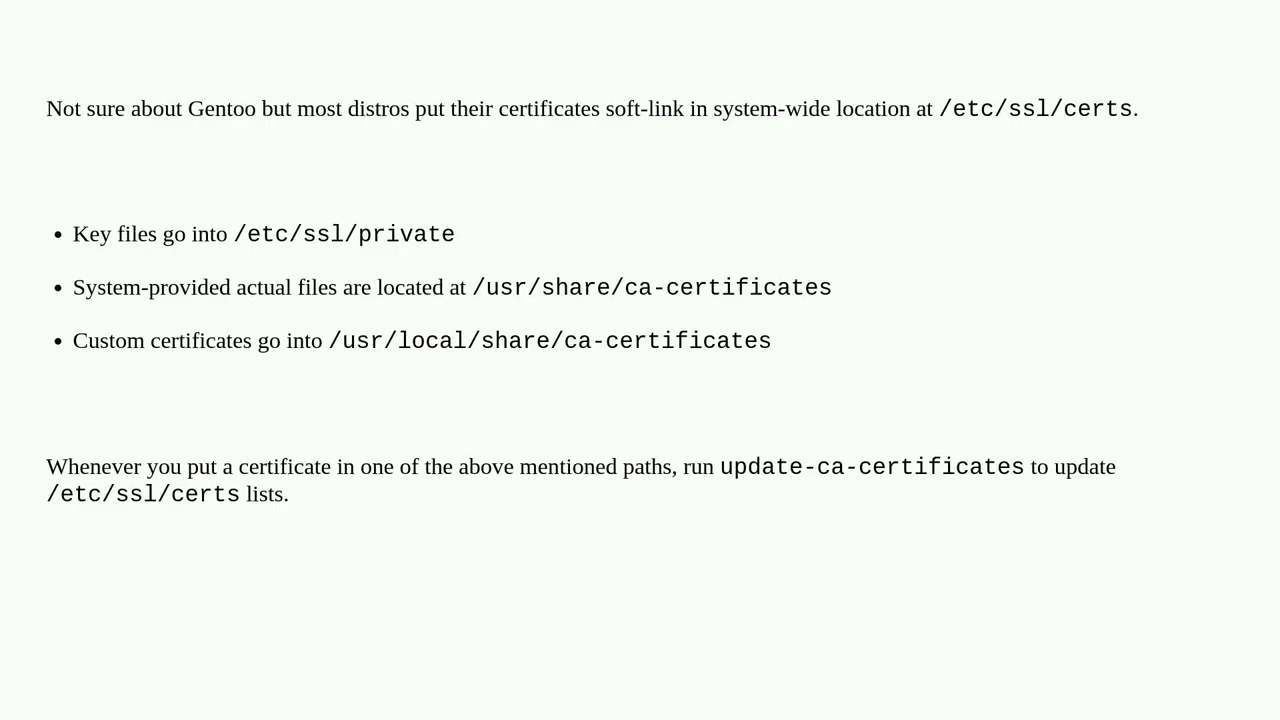 Not sure about Gentoo but most distros put their certificates soft-link in system-wide location at /etc/ssl/certs.
• Key files go into /etc/ssl/private
• System-provided actual files are located at /usr/share/ca-certificates
• Custom certificates go into /usr/local/share/ca-certificates
Whenever you put a certificate in one of the above mentioned paths, run update-ca-certificates to update
/etc/ssl/certs lists.